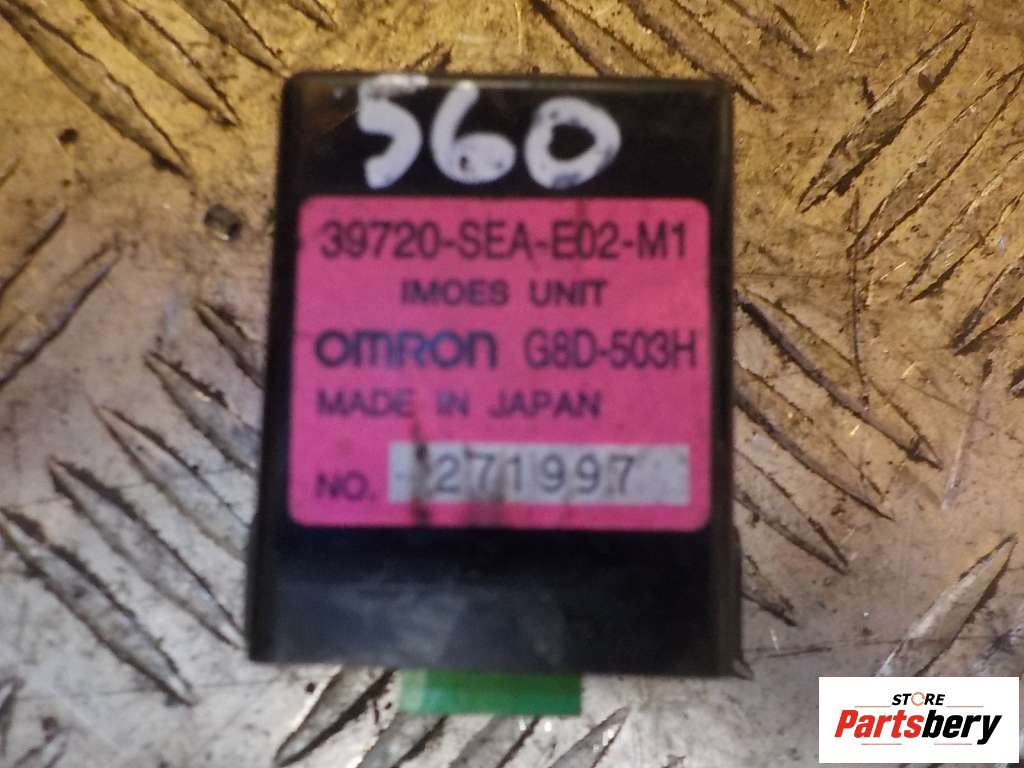 560
39720-SEA-E02-M1
IMOES UNIT
OMRON G8D-503H
MADE IN JAPAN
NO. 271997
STORE
Partsbery